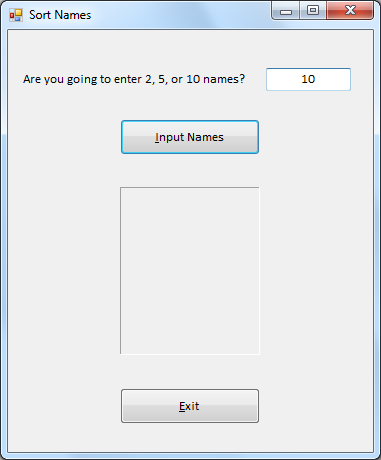 Sort Names
Are you going to enter 2, 5, or 10 names? 10
Input Names
Exit